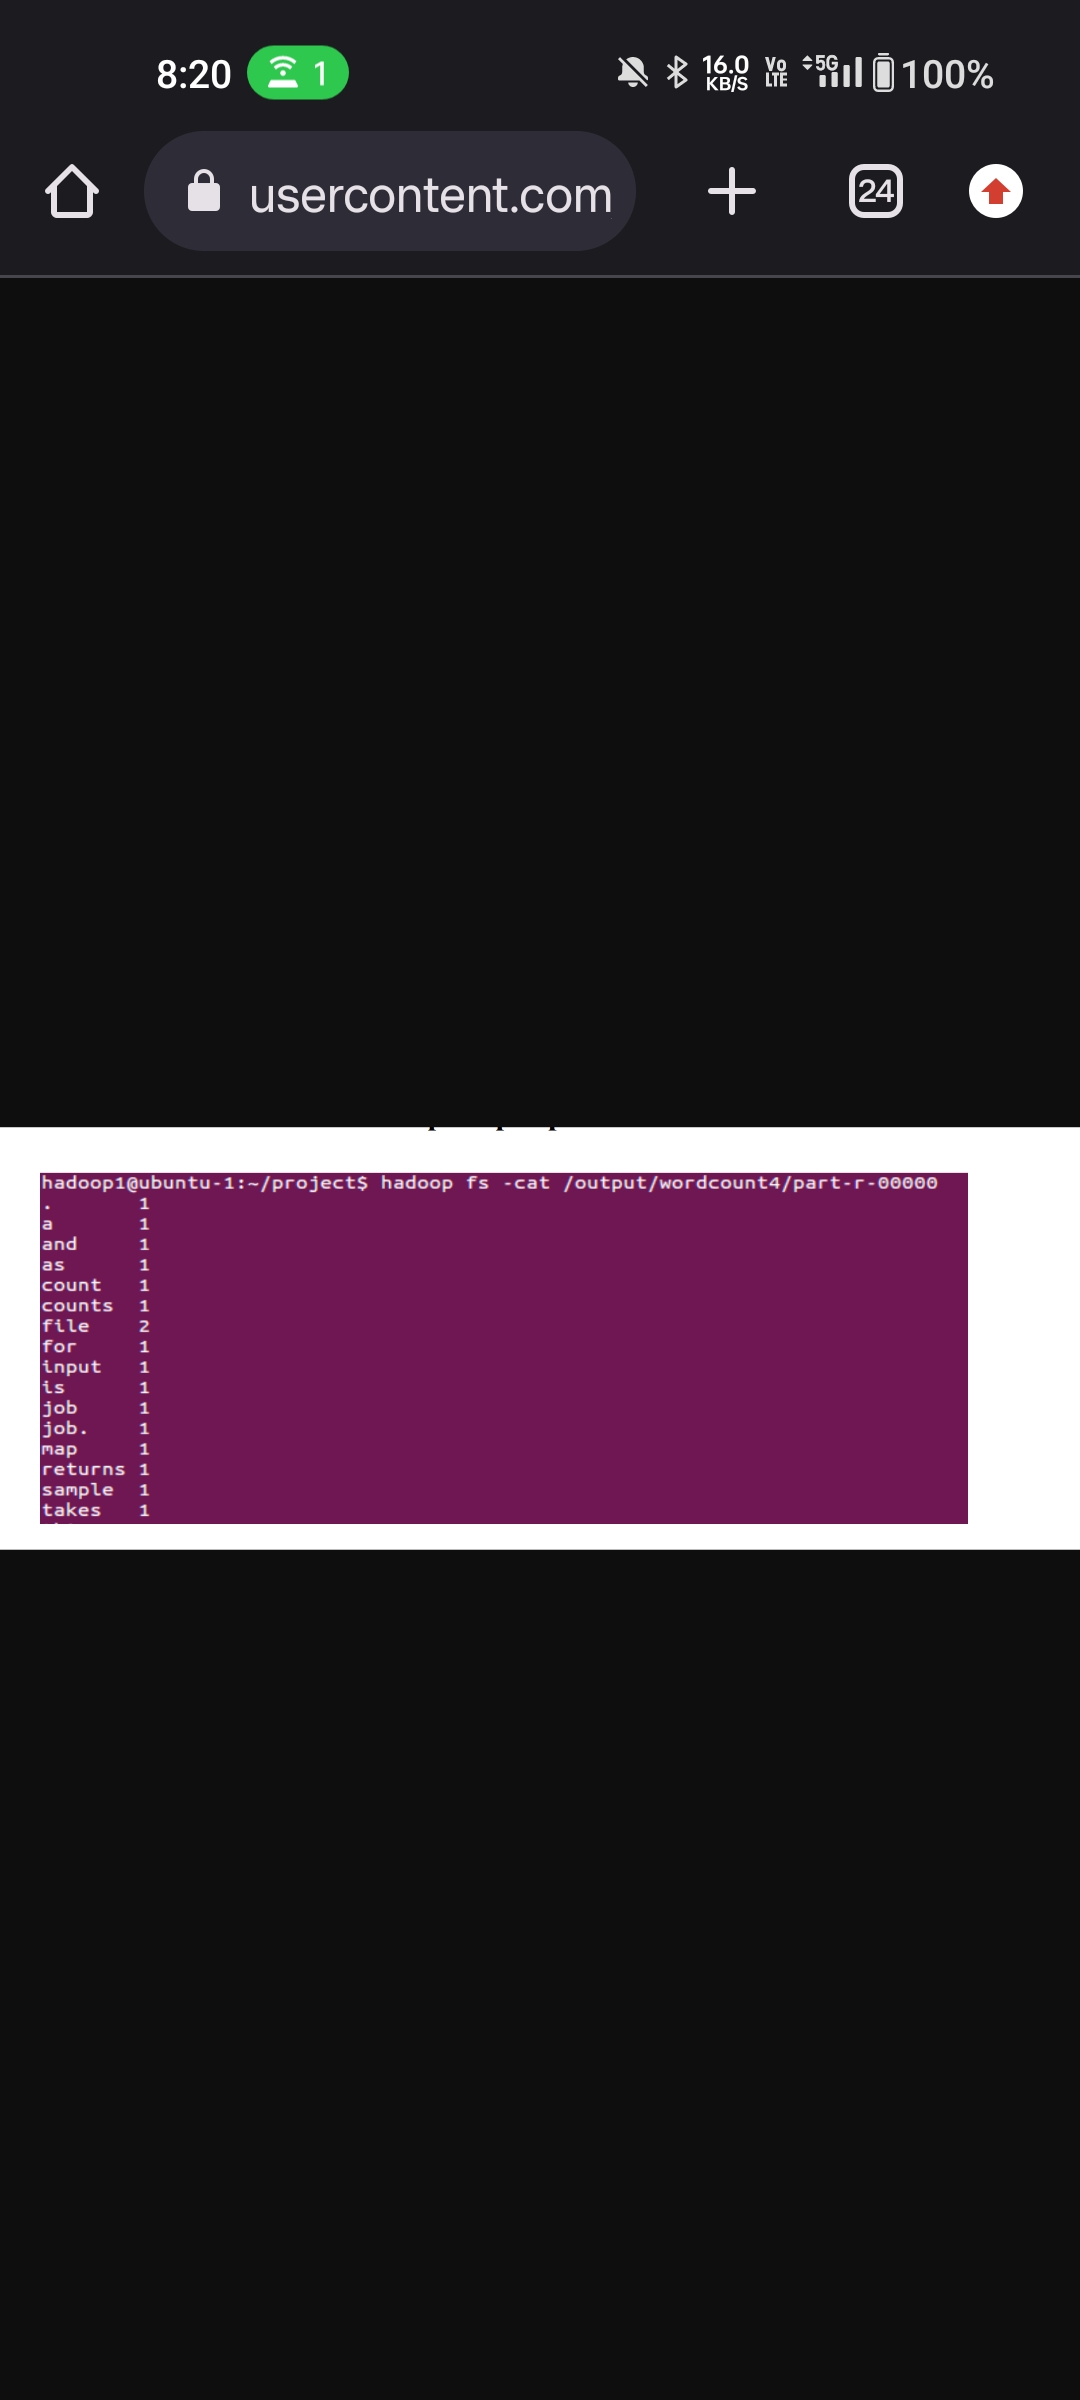 8:20
1
16.0
KB/S
Vo
LTE
5G
100%
usercontent.com
24
hadoop1@ubuntu-1:~/project$ hadoop fs -cat /output/wordcount4/part-r-00000
. 1
a 1
and 1
as 1
count 1
counts 1
file 2
for 1
input 1
is 1
job 1
job. 1
map 1
returns 1
sample 1
takes 1